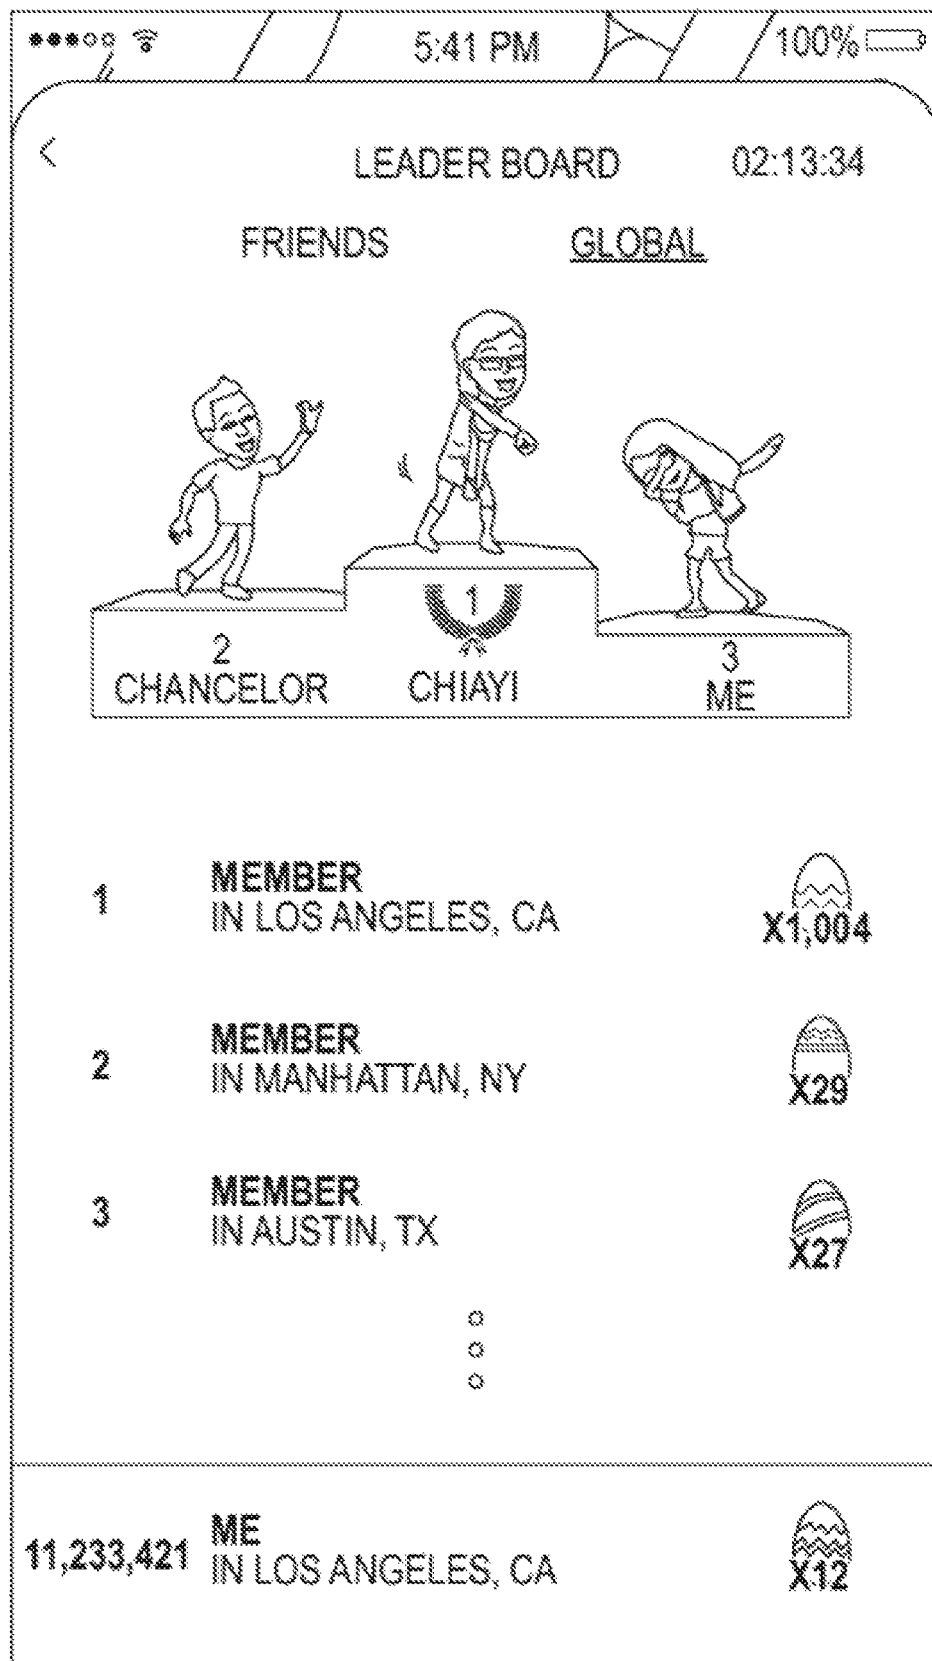 5:41 PM 100%
< LEADER BOARD 02:13:34
FRIENDS GLOBAL
1
2 3
CHANCELOR CHIAYI ME
1 MEMBER
IN LOS ANGELES, CA X1,004
2 MEMBER
IN MANHATTAN, NY X29
3 MEMBER
IN AUSTIN, TX X27
11,233,421 ME
IN LOS ANGELES, CA X12